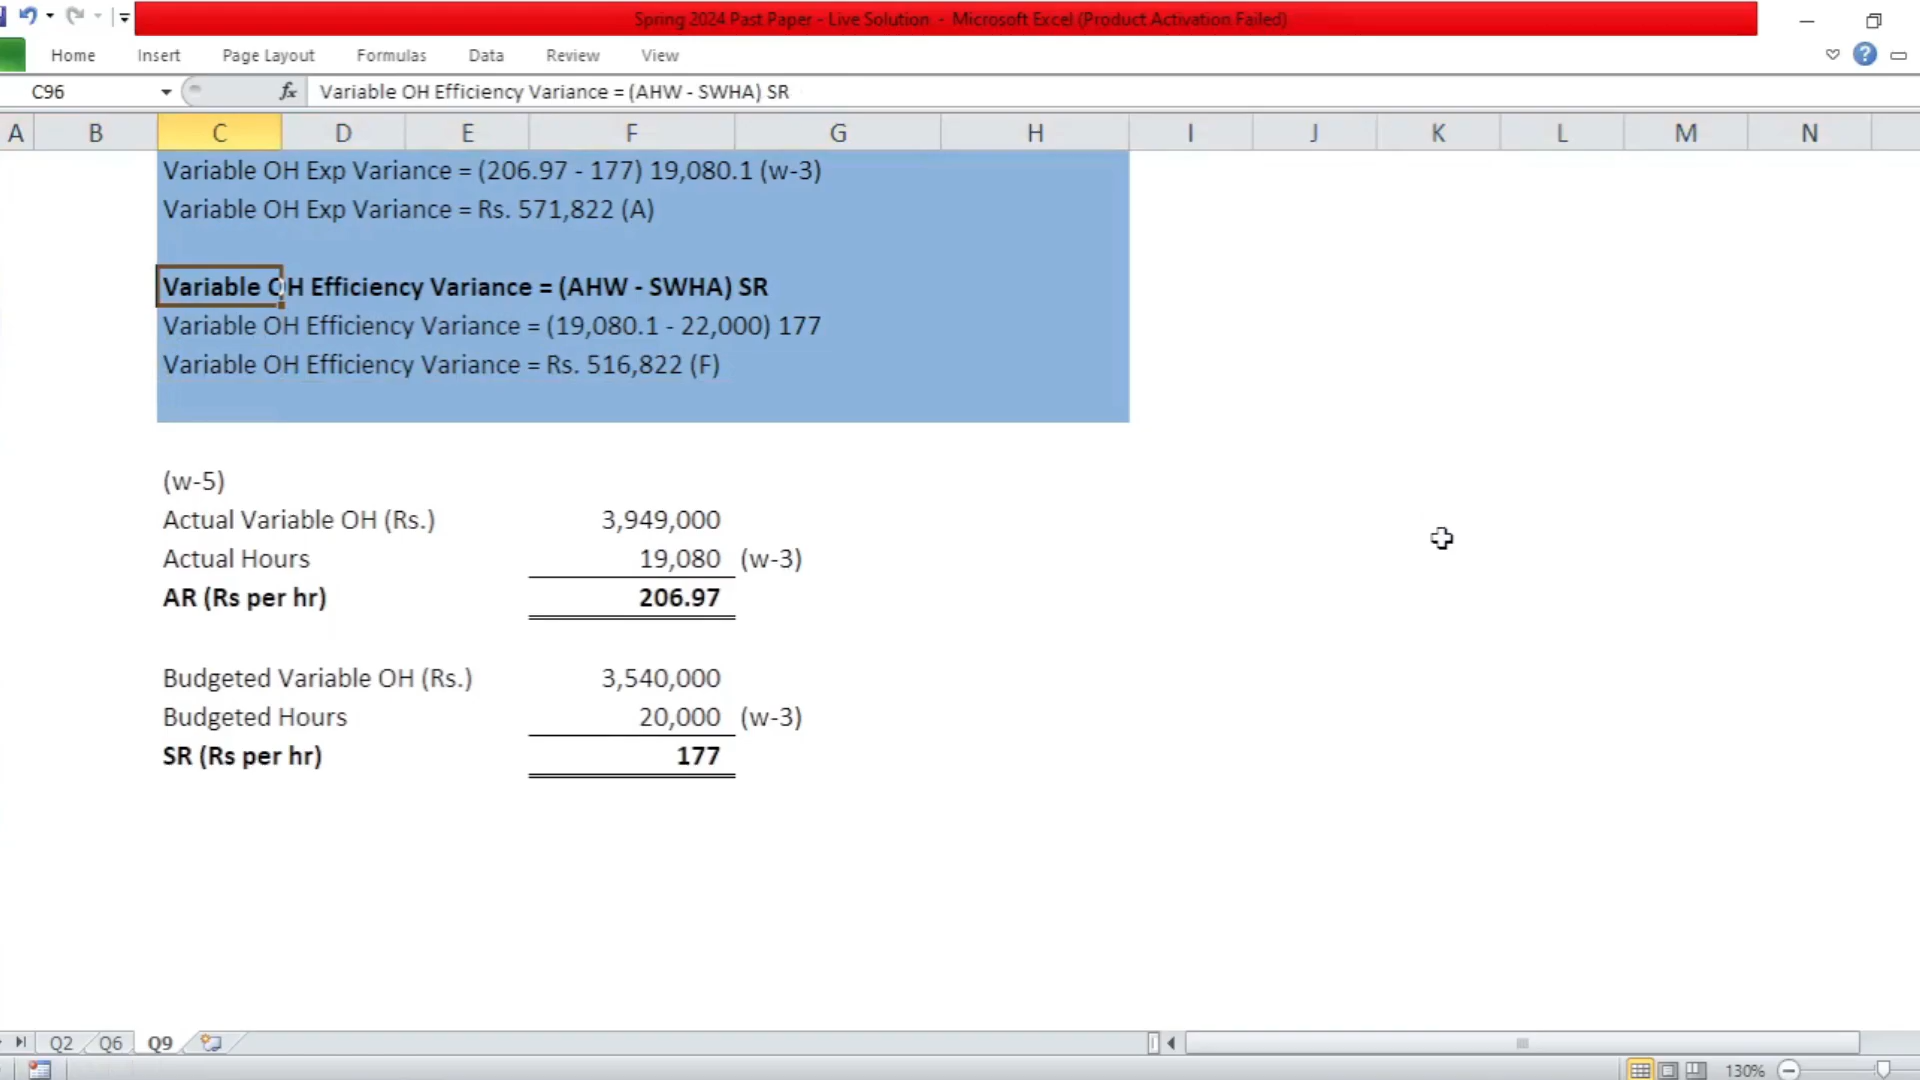 Spring 2024 Past Paper - Live Solution - Microsoft Excel (Product Activation Failed)
Home Insert Page Layout Formulas Data Review View
C96 fx Variable OH Efficiency Variance = (AHW - SWHA) SR
A B C D E F G H I J K L M N
Variable OH Exp Variance = (206.97 - 177) 19,080.1 (w-3)
Variable OH Exp Variance = Rs. 571,822 (A)
Variable OH Efficiency Variance = (AHW - SWHA) SR
Variable OH Efficiency Variance = (19,080.1 - 22,000) 177
Variable OH Efficiency Variance = Rs. 516,822 (F)
(w-5)
Actual Variable OH (Rs.) 3,949,000
Actual Hours 19,080 (w-3)
AR (Rs per hr) 206.97
Budgeted Variable OH (Rs.) 3,540,000
Budgeted Hours 20,000 (w-3)
SR (Rs per hr) 177
Q2 Q6 Q9
130%